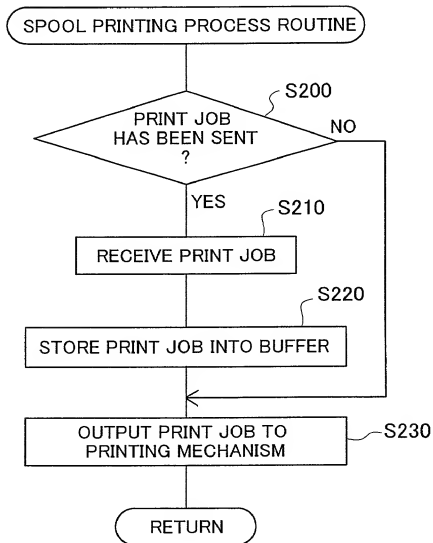 SPOOL PRINTING PROCESS ROUTINE
S200
PRINT JOB
HAS BEEN SENT
?
NO
YES
S210
RECEIVE PRINT JOB
S220
STORE PRINT JOB INTO BUFFER
OUTPUT PRINT JOB TO
PRINTING MECHANISM
S230
RETURN